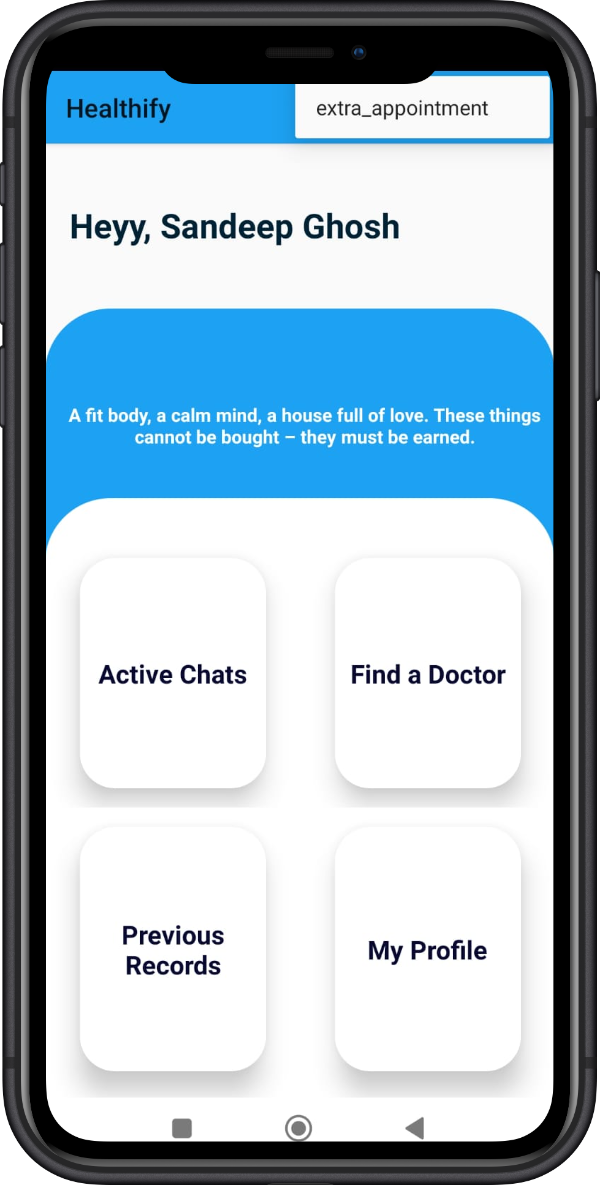 Healthify
extra_appointment
Heyy, Sandeep Ghosh
A fit body, a calm mind, a house full of love. These things
cannot be bought – they must be earned.
Active Chats
Find a Doctor
Previous
Records
My Profile